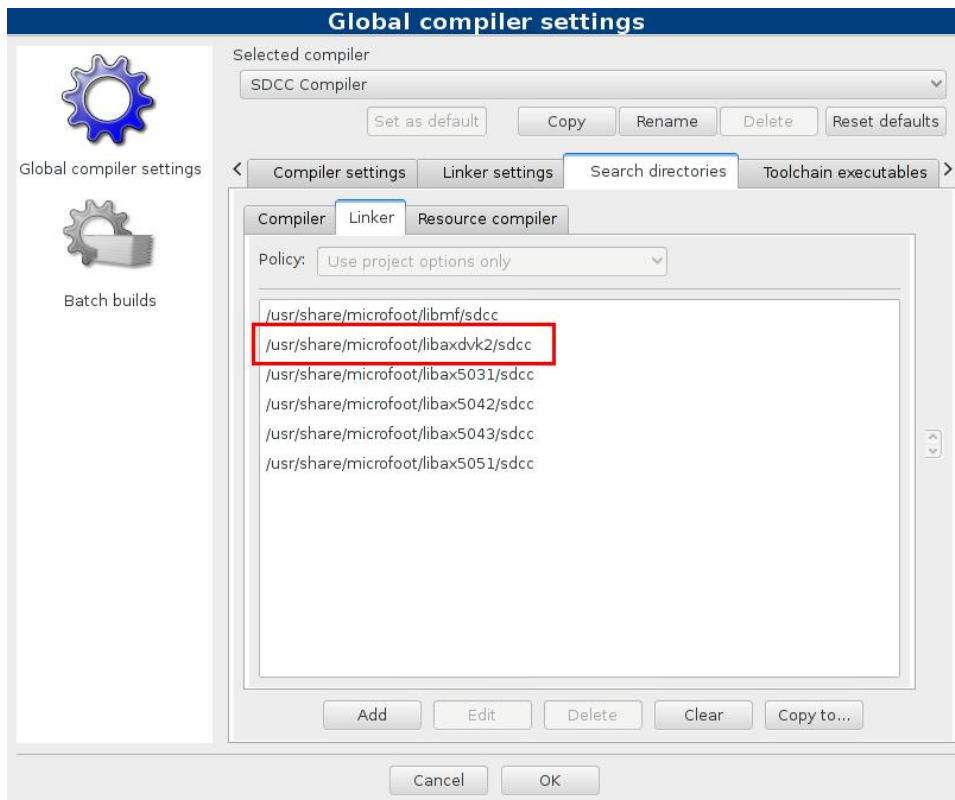 Global compiler settings
Selected compiler
SDCC Compiler
Set as default Copy Rename Delete Reset defaults
Global compiler settings
Compiler settings Linker settings Search directories Toolchain executables
Compiler Linker Resource compiler
Policy: Use project options only
Batch builds
/usr/share/microfoot/libmf/sdcc
/usr/share/microfoot/libaxdvk2/sdcc
/usr/share/microfoot/libax5031/sdcc
/usr/share/microfoot/libax5042/sdcc
/usr/share/microfoot/libax5043/sdcc
/usr/share/microfoot/libax5051/sdcc
Add Edit Delete Clear Copy to...
Cancel OK